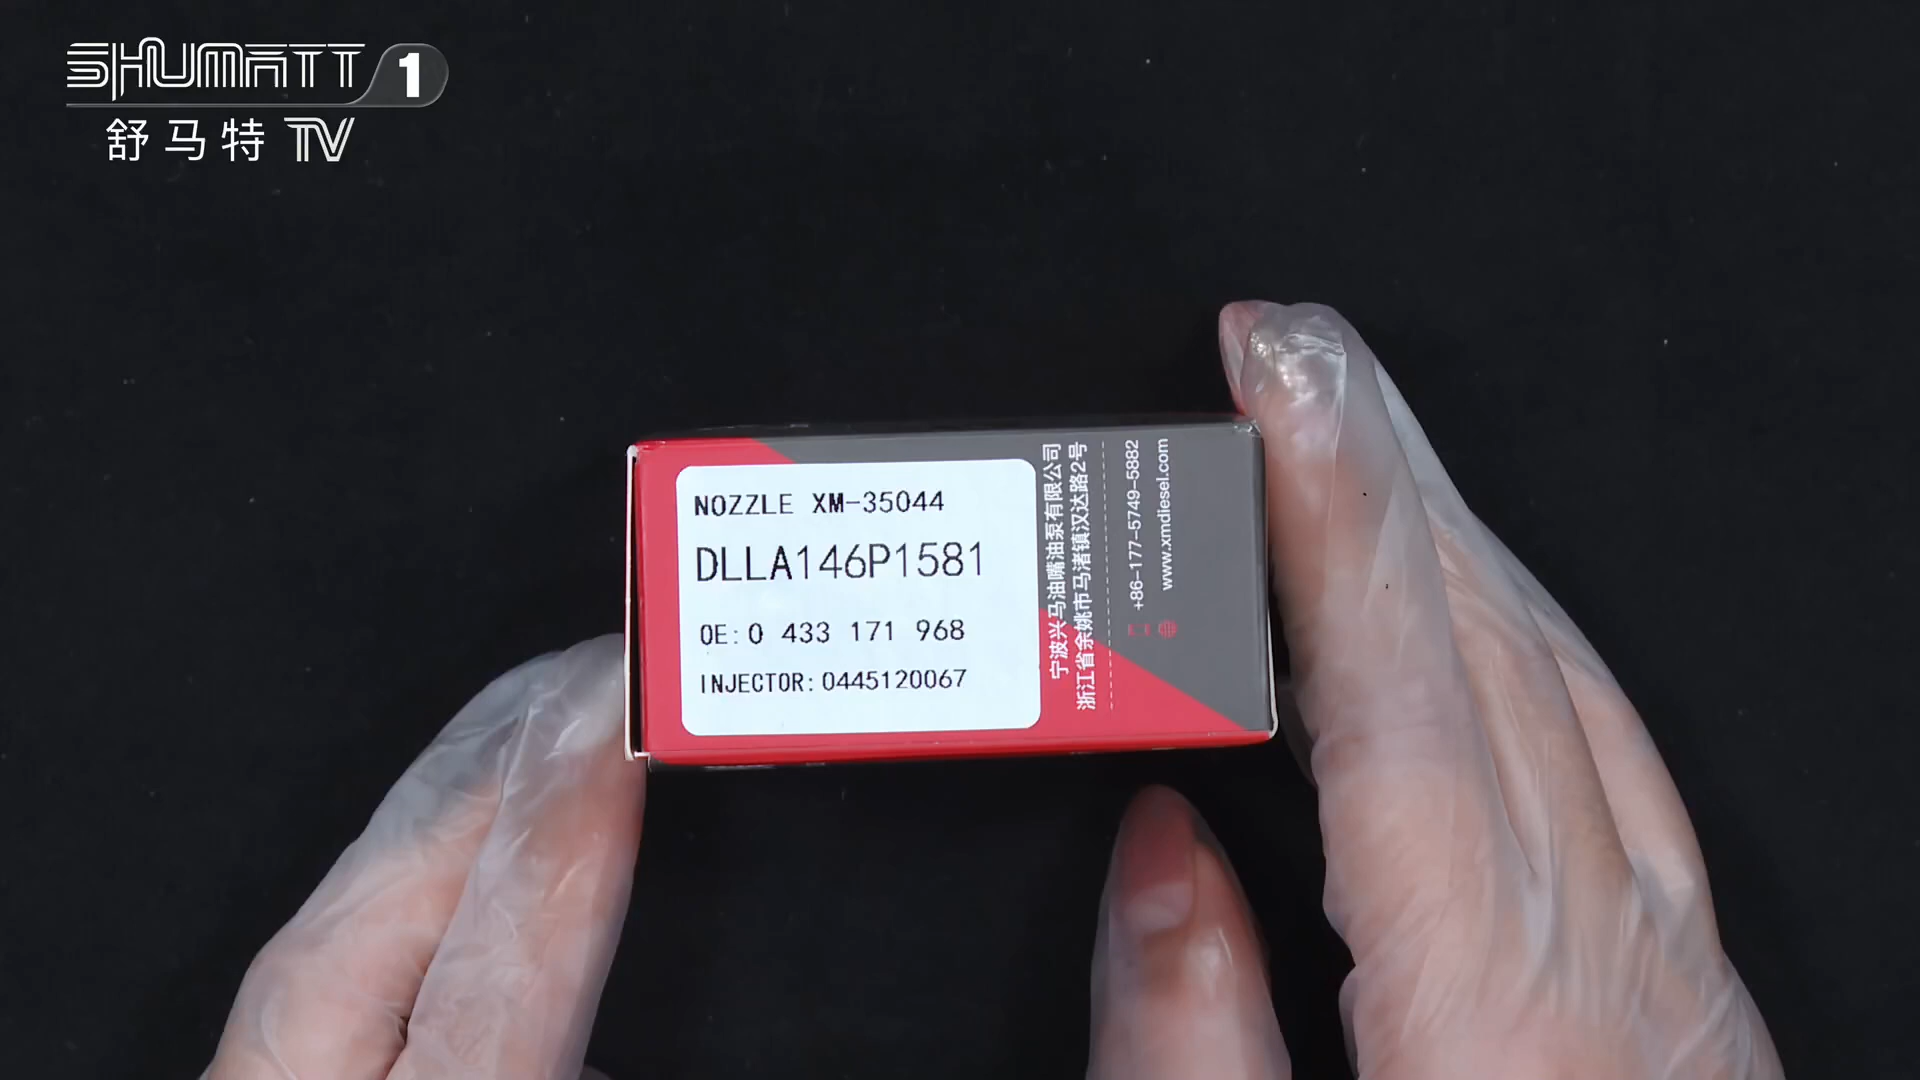 SHUMATT 1
舒马特 TV
NOZZLE XM-35044
DLLA146P1581
OE:0 433 171 968
INJECTOR:0445120067
宁波兴马油嘴油泵有限公司
浙江省余姚市马渚镇汉达路2号
+86-177-5749-5882
www.xmdiesel.com